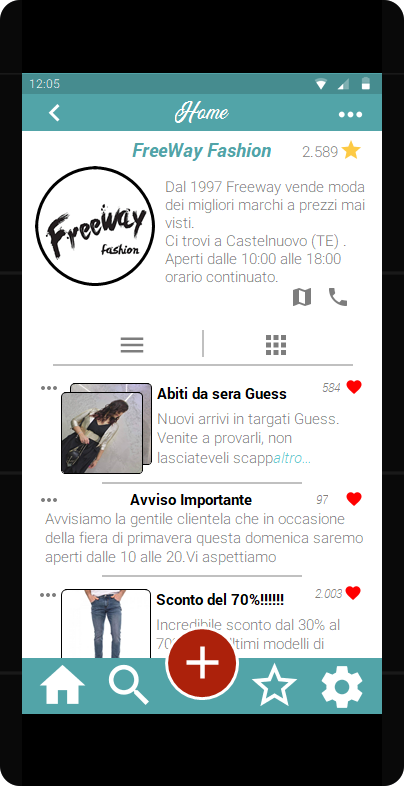 12:05
Home
FreeWay Fashion 2.589
Dal 1997 Freeway vende moda
dei migliori marchi a prezzi mai
visti.
Ci trovi a Castelnuovo (TE) .
Aperti dalle 10:00 alle 18:00
orario continuato.
FreeWay
fashion
Abiti da sera Guess 584
Nuovi arrivi in targati Guess.
Venite a provarli, non
lasciateveli scappaltro...
Avviso Importante 97
Avvisiamo la gentile clientela che in occasione
della fiera di primavera questa domenica saremo
aperti dalle 10 alle 20.Vi aspettiamo
Sconto del 70%!!!!!! 2.003
Incredibile sconto dal 30% al
modelli di